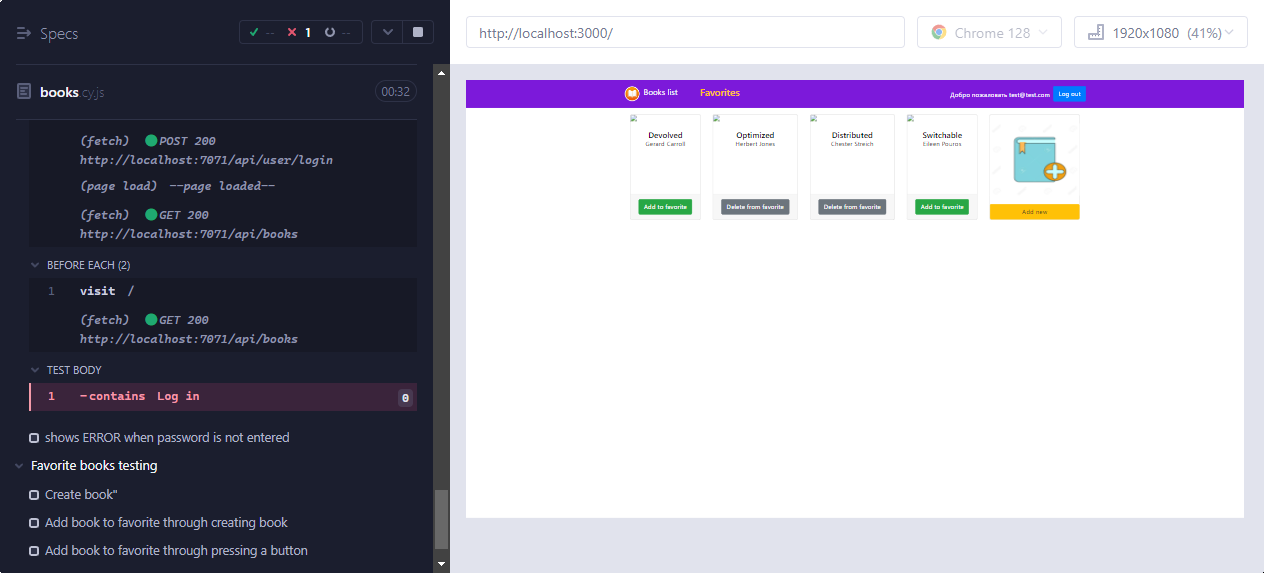 Specs
-- 1 --
books.cy.js
00:32
(fetch) POST 200
http://localhost:7071/api/user/login
(page load) --page loaded--
(fetch) GET 200
http://localhost:7071/api/books
BEFORE EACH (2)
1 visit /
(fetch) GET 200
http://localhost:7071/api/books
TEST BODY
1 -contains Log in 0
shows ERROR when password is not entered
Favorite books testing
Create book"
Add book to favorite through creating book
Add book to favorite through pressing a button
http://localhost:3000/
Chrome 128
1920x1080 (41%)
Books list Favorites
Добро пожаловать test@test.com Log out
Devolved
Gerard Carroll
Add to favorite
Optimized
Herbert Jones
Delete from favorite
Distributed
Chester Streich
Delete from favorite
Switchable
Eileen Pouros
Add to favorite
Add new